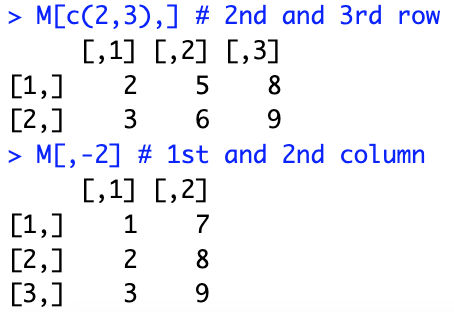 > M[c(2,3),] # 2nd and 3rd row
     [,1] [,2] [,3]
[1,]    2    5    8
[2,]    3    6    9
> M[,-2] # 1st and 2nd column
     [,1] [,2]
[1,]    1    7
[2,]    2    8
[3,]    3    9